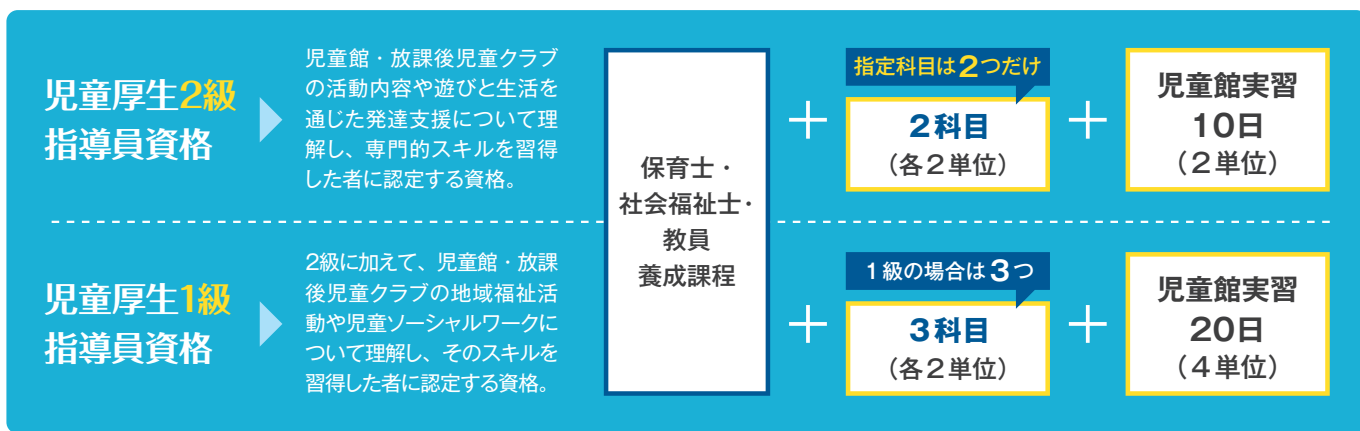 児童厚生2級
指導員資格
児童館・放課後児童クラブ
の活動内容や遊びと生活を
通じた発達支援について理
解し、専門的スキルを習得
した者に認定する資格。
保育士・
社会福祉士・
教員
養成課程
指定科目は2つだけ
2科目
（各2単位）
児童館実習
10日
（2単位）
児童厚生1級
指導員資格
2級に加えて、児童館・放課
後児童クラブの地域福祉活
動や児童ソーシャルワークに
ついて理解し、そのスキルを
習得した者に認定する資格。
1級の場合は3つ
3科目
（各2単位）
児童館実習
20日
（4単位）